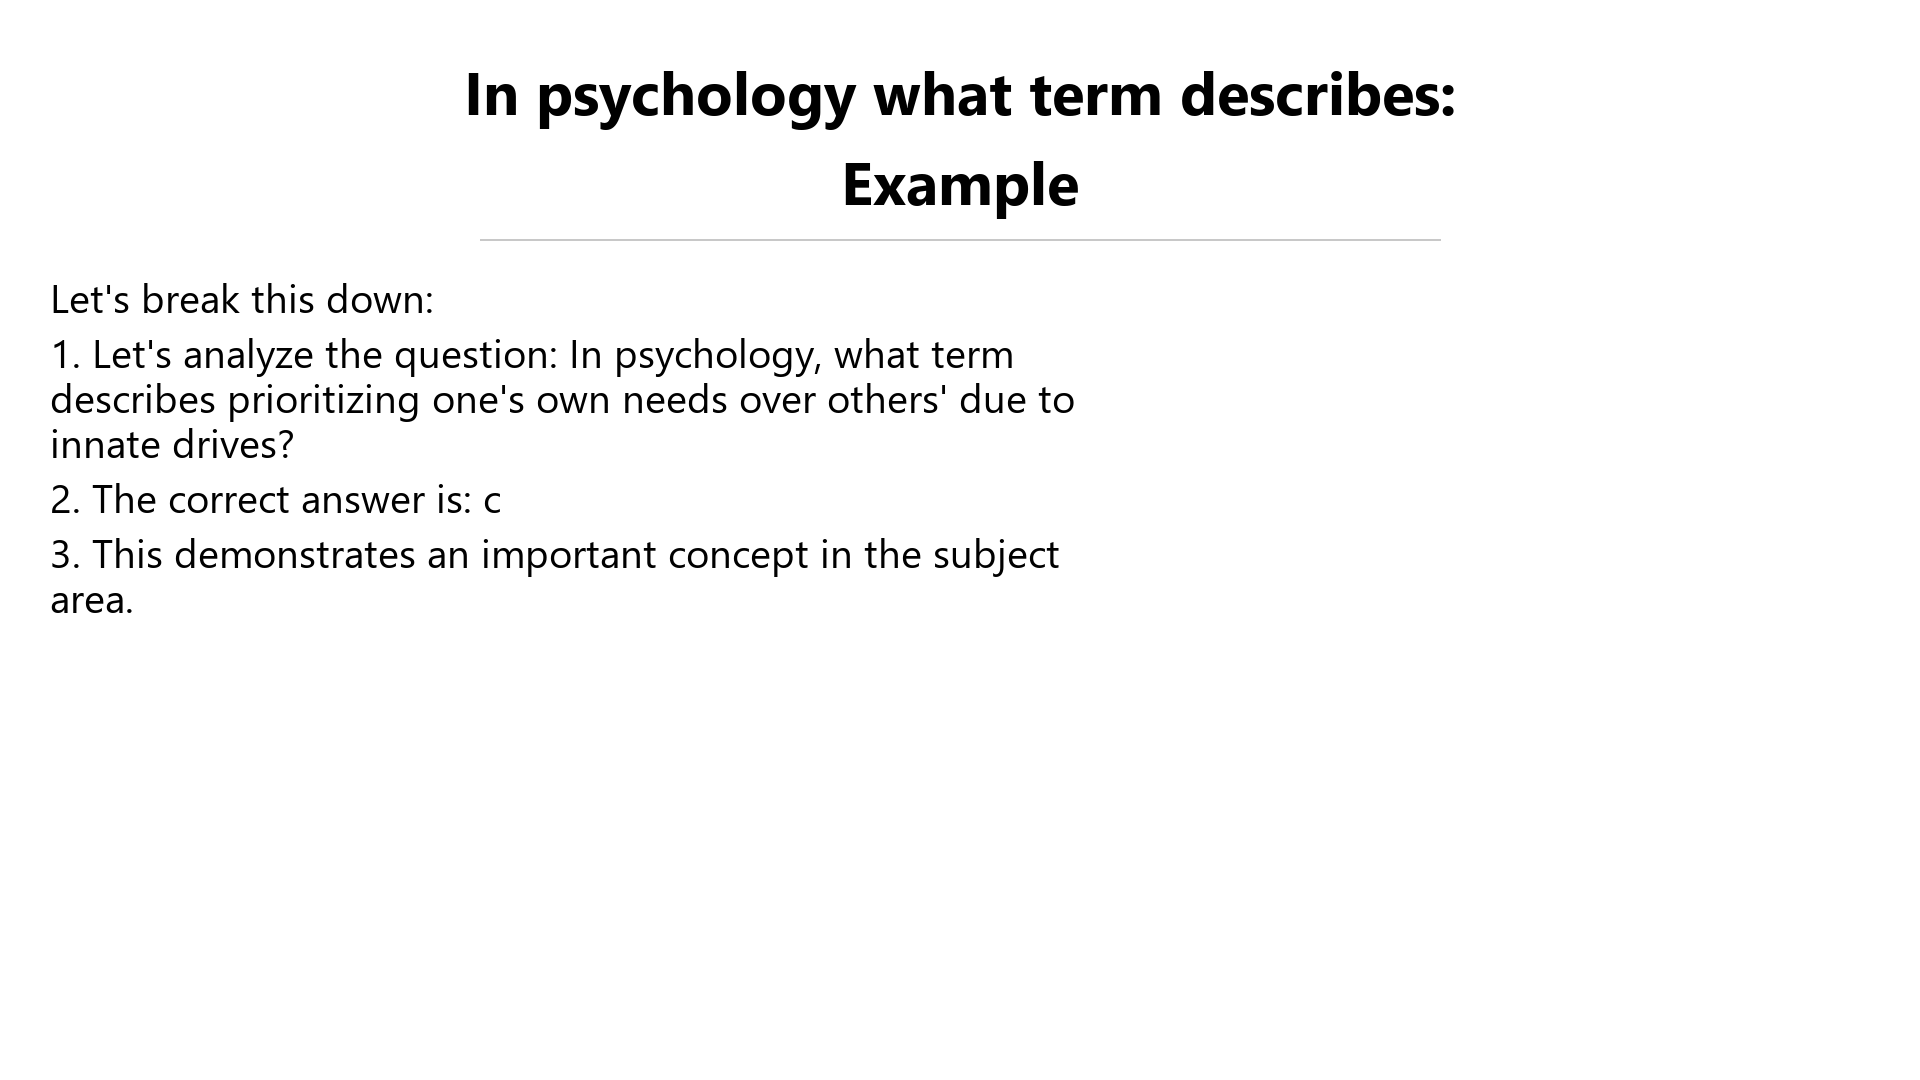 In psychology what term describes:
Example
Let's break this down:
1. Let's analyze the question: In psychology, what term
describes prioritizing one's own needs over others' due to
innate drives?
2. The correct answer is: c
3. This demonstrates an important concept in the subject
area.